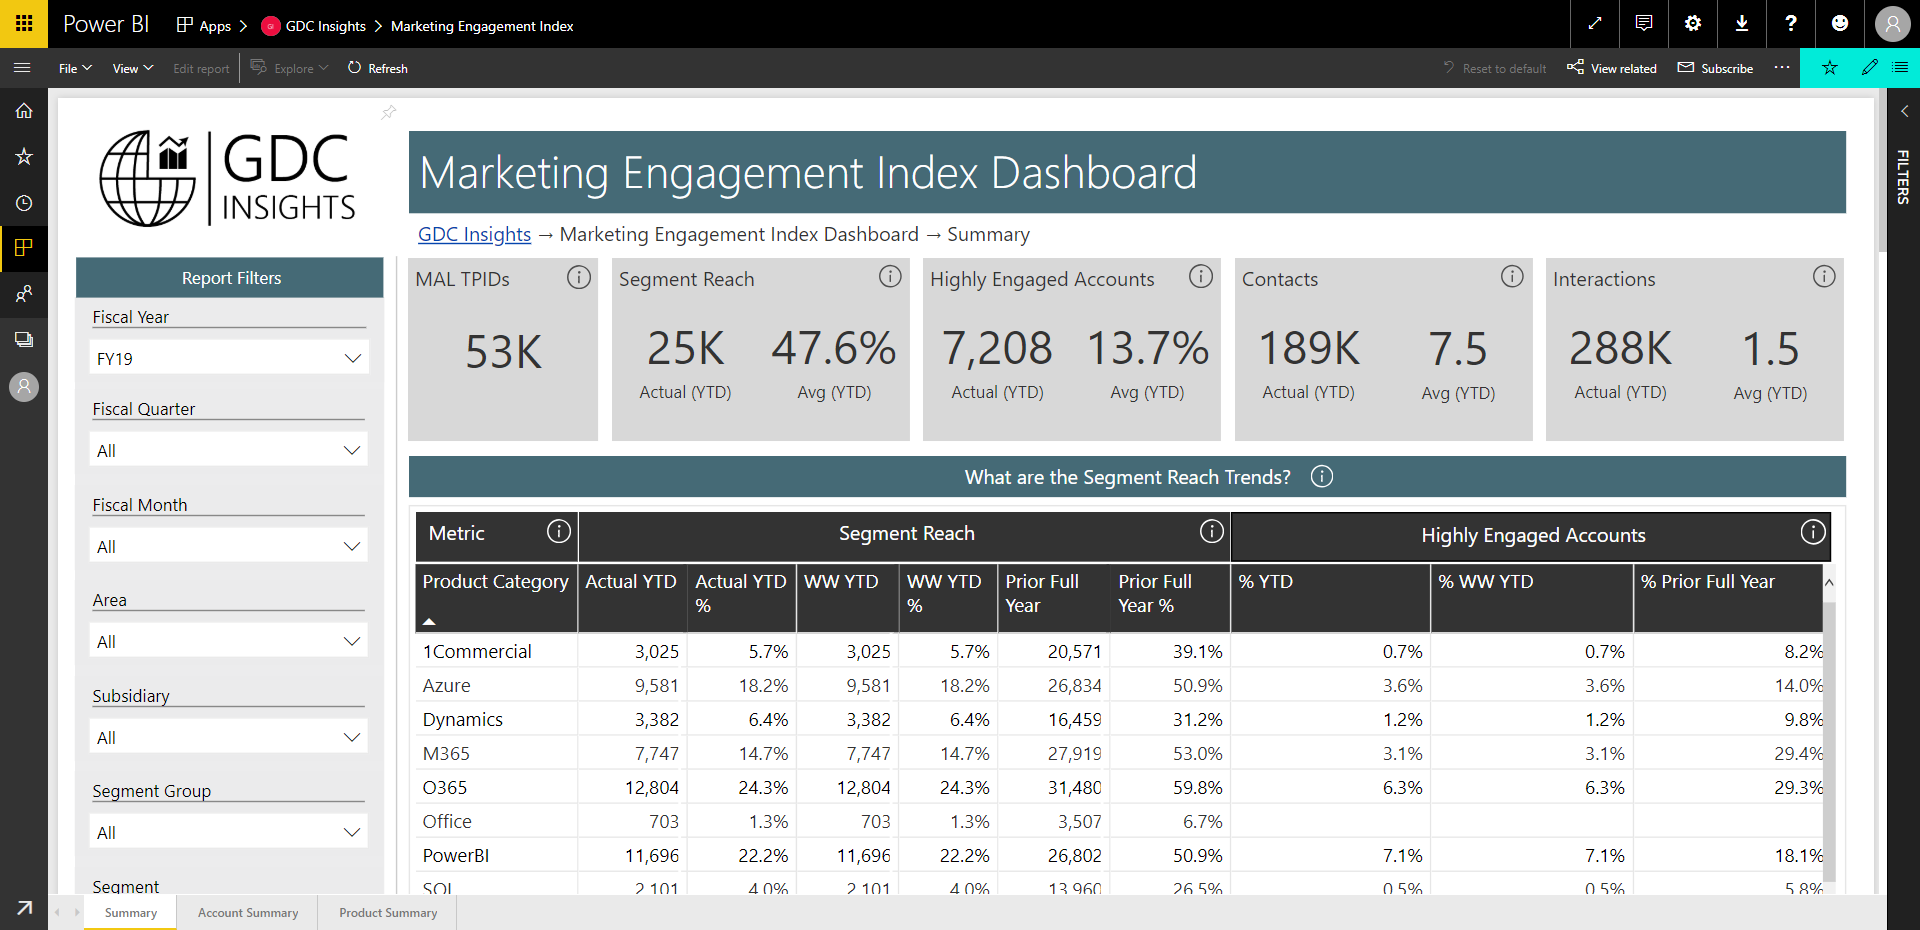 Power BI Apps > GDC Insights > Marketing Engagement Index
File View Edit report Explore Refresh Reset to default View related Subscribe ...
GDC
INSIGHTS
Marketing Engagement Index Dashboard
GDC Insights → Marketing Engagement Index Dashboard → Summary
FILTERS
Report Filters
Fiscal Year
FY19
Fiscal Quarter
All
Fiscal Month
All
Area
All
Subsidiary
All
Segment Group
All
Segment
MAL TPIDs
53K
Segment Reach
25K 47.6%
Actual (YTD) Avg (YTD)
Highly Engaged Accounts
7,208 13.7%
Actual (YTD) Avg (YTD)
Contacts
189K 7.5
Actual (YTD) Avg (YTD)
Interactions
288K 1.5
Actual (YTD) Avg (YTD)
What are the Segment Reach Trends?
Metric Segment Reach Highly Engaged Accounts
Product Category Actual YTD Actual YTD % WW YTD WW YTD % Prior Full Year Prior Full Year % % YTD % WW YTD % Prior Full Year
1Commercial 3,025 5.7% 3,025 5.7% 20,571 39.1% 0.7% 0.7% 8.2%
Azure 9,581 18.2% 9,581 18.2% 26,834 50.9% 3.6% 3.6% 14.0%
Dynamics 3,382 6.4% 3,382 6.4% 16,459 31.2% 1.2% 1.2% 9.8%
M365 7,747 14.7% 7,747 14.7% 27,919 53.0% 3.1% 3.1% 29.4%
O365 12,804 24.3% 12,804 24.3% 31,480 59.8% 6.3% 6.3% 29.3%
Office 703 1.3% 703 1.3% 3,507 6.7%
PowerBI 11,696 22.2% 11,696 22.2% 26,802 50.9% 7.1% 7.1% 18.1%
SQL 2,101 4.0% 2,101 4.0% 13,960 26.5% 0.5% 0.5% 5.8%
Summary Account Summary Product Summary